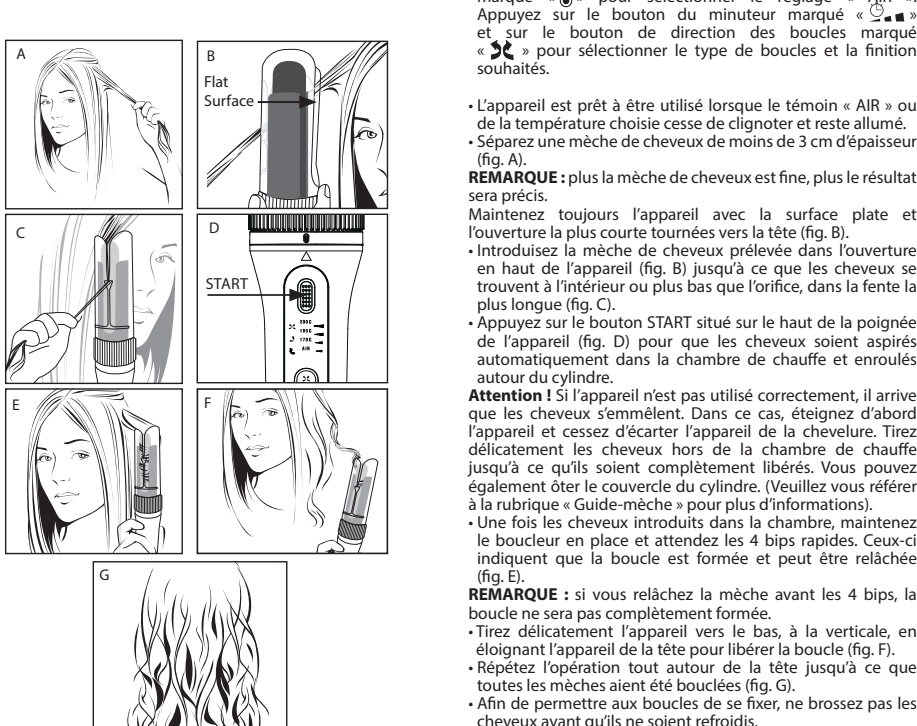 A
B
Flat
Surface
C
D
START
200C
185C
170C
AIR
E
F
G
marqué « » pour sélectionner le réglage « AIR ».
Appuyez sur le bouton du minuteur marqué « »
et sur le bouton de direction des boucles marqué
« » pour sélectionner le type de boucles et la finition
souhaités.
• L'appareil est prêt à être utilisé lorsque le témoin « AIR » ou
de la température choisie cesse de clignoter et reste allumé.
• Séparez une mèche de cheveux de moins de 3 cm d'épaisseur
(fig. A).
REMARQUE : plus la mèche de cheveux est fine, plus le résultat
sera précis.
Maintenez toujours l'appareil avec la surface plate et
l'ouverture la plus courte tournées vers la tête (fig. B).
• Introduisez la mèche de cheveux prélevée dans l'ouverture
en haut de l'appareil (fig. B) jusqu'à ce que les cheveux se
trouvent à l'intérieur ou plus bas que l'orifice, dans la fente la
plus longue (fig. C).
• Appuyez sur le bouton START situé sur le haut de la poignée
de l'appareil (fig. D) pour que les cheveux soient aspirés
automatiquement dans la chambre de chauffe et enroulés
autour du cylindre.
Attention ! Si l'appareil n'est pas utilisé correctement, il arrive
que les cheveux s'emmêlent. Dans ce cas, éteignez d'abord
l'appareil et cessez d'écarter l'appareil de la chevelure. Tirez
délicatement les cheveux hors de la chambre de chauffe
jusqu'à ce qu'ils soient complètement libérés. Vous pouvez
également ôter le couvercle du cylindre. (Veuillez vous référer
à la rubrique « Guide-mèche » pour plus d'informations).
• Une fois les cheveux introduits dans la chambre, maintenez
le boucleur en place et attendez les 4 bips rapides. Ceux-ci
indiquent que la boucle est formée et peut être relâchée
(fig. E).
REMARQUE : si vous relâchez la mèche avant les 4 bips, la
boucle ne sera pas complètement formée.
• Tirez délicatement l'appareil vers le bas, à la verticale, en
éloignant l'appareil de la tête pour libérer la boucle (fig. F).
• Répétez l'opération tout autour de la tête jusqu'à ce que
toutes les mèches aient été bouclées (fig. G).
• Afin de permettre aux boucles de se fixer, ne brossez pas les
cheveux avant qu'ils ne soient refroidis.